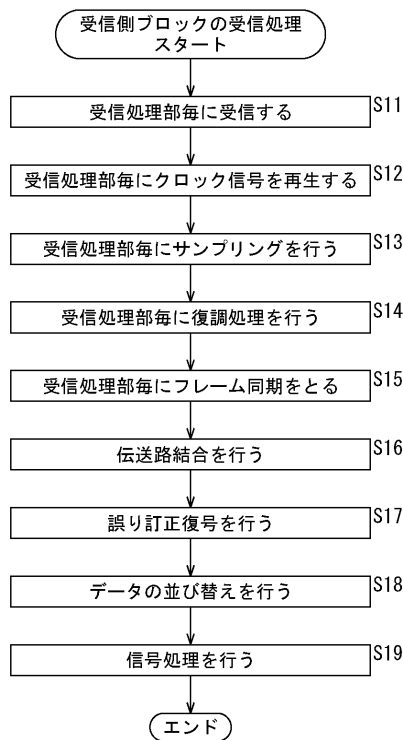 受信側ブロックの受信処理
スタート
受信処理部毎に受信する
S11
受信処理部毎にクロック信号を再生する
S12
受信処理部毎にサンプリングを行う
S13
受信処理部毎に復調処理を行う
S14
受信処理部毎にフレーム同期をとる
S15
伝送路結合を行う
S16
誤り訂正復号を行う
S17
データの並び替えを行う
S18
信号処理を行う
S19
エンド